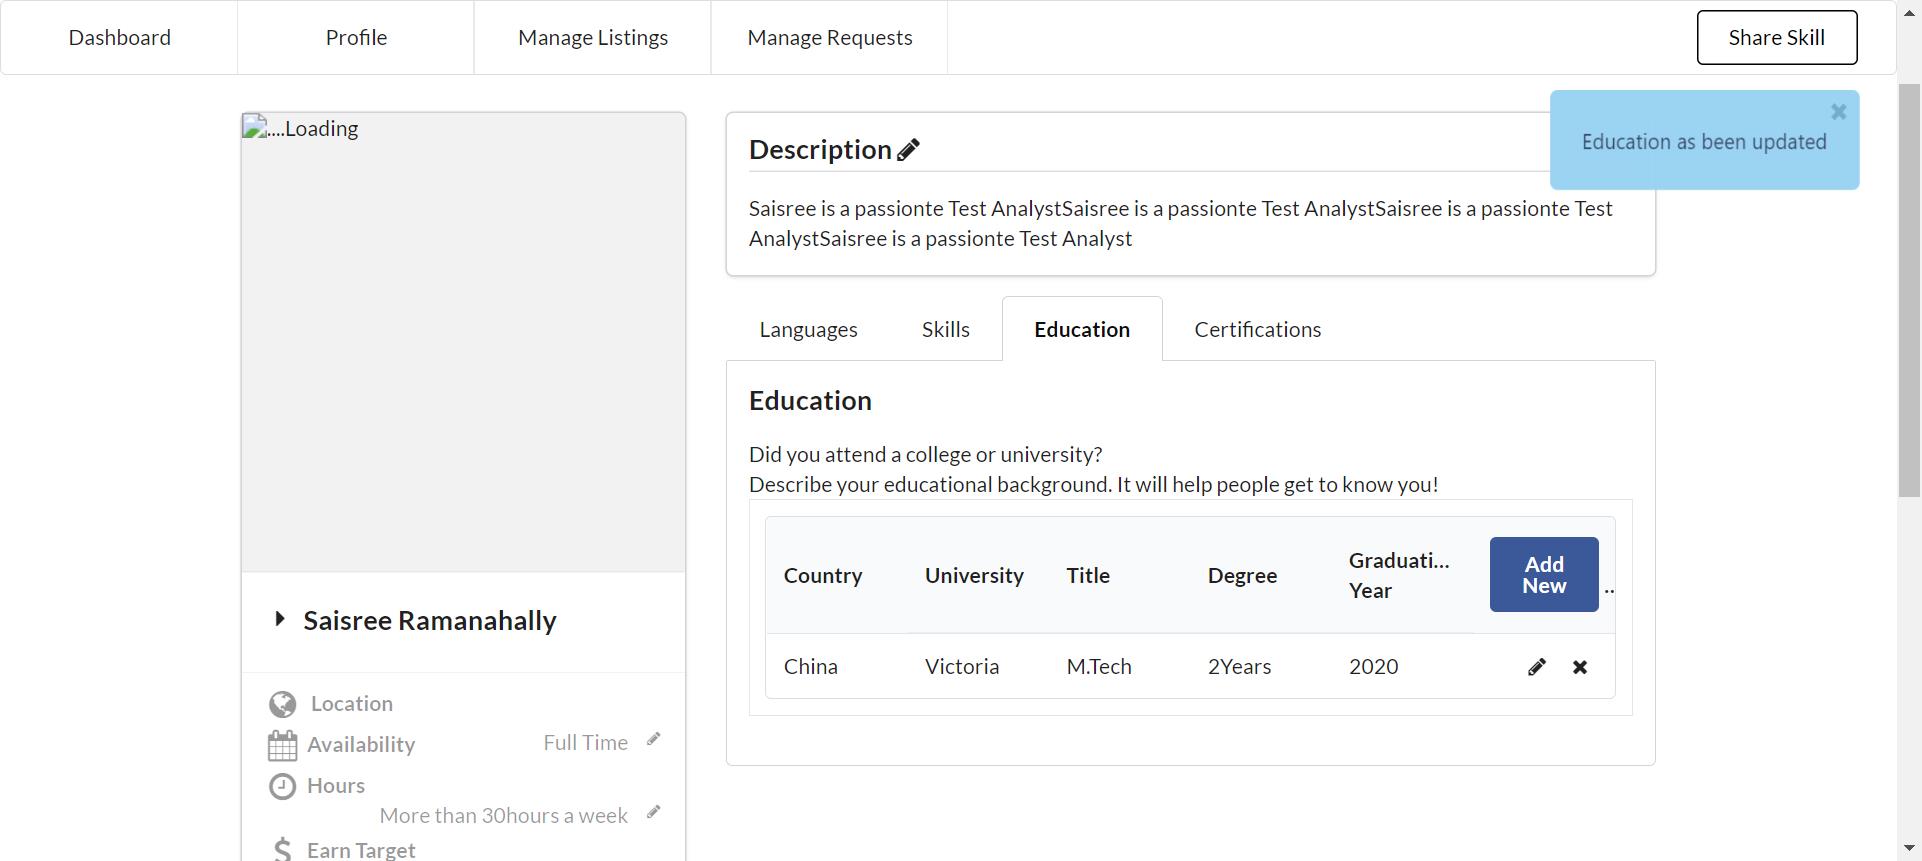 Dashboard
Profile
Manage Listings
Manage Requests
Share Skill
Education as been updated
....Loading
Description
Saisree is a passionte Test AnalystSaisree is a passionte Test AnalystSaisree is a passionte Test
AnalystSaisree is a passionte Test Analyst
Languages
Skills
Education
Certifications
Education
Did you attend a college or university?
Describe your educational background. It will help people get to know you!
Country
University
Title
Degree
Graduati...
Year
Add
New
..
China
Victoria
M.Tech
2Years
2020
Saisree Ramanahally
Location
Availability
Full Time
Hours
More than 30hours a week
Earn Target